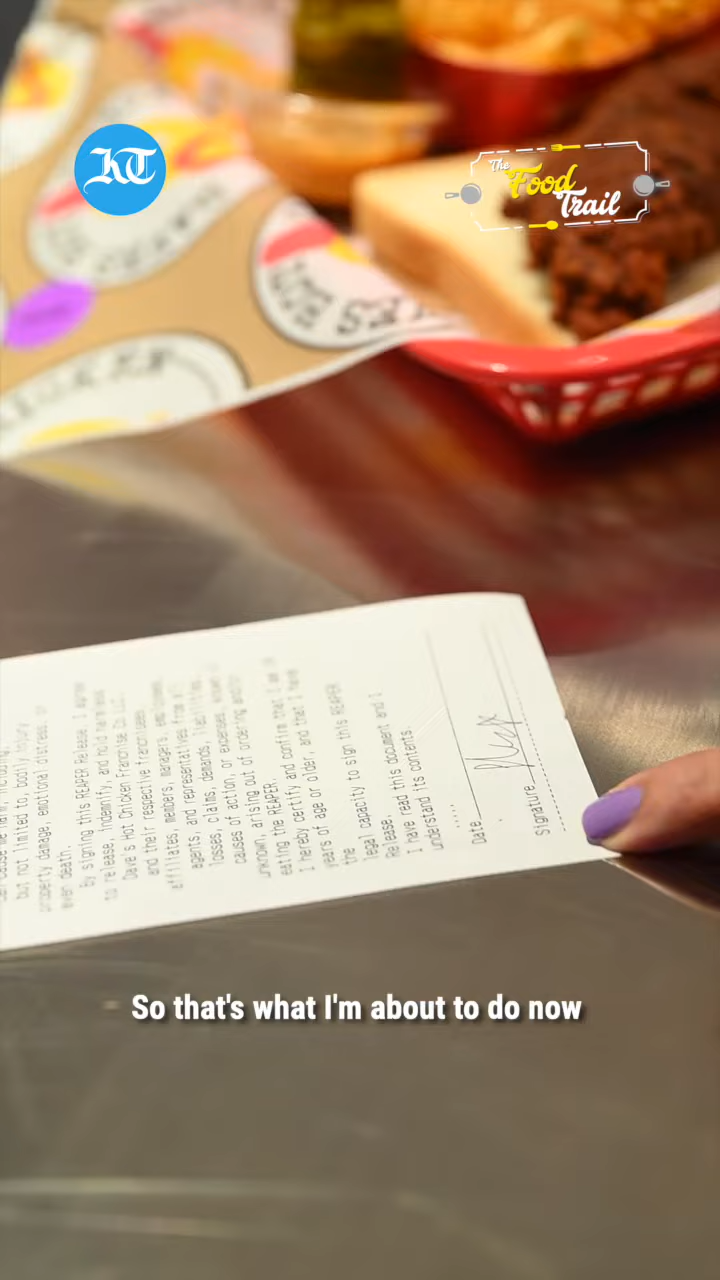 KT
The
Food
Trail
but not limited to, bodily injury
property damage, emotional distress, or
even death.
By signing this REAPER Release, I agree
to release, indemnify, and hold harmless
Dave's Hot Chicken Franchise Co LLC.
and their respective franchisees
affiliates, members, managers, employees,
agents, and representatives from all
losses, claims, demands, liabilities,
causes of action, or expenses, known or
unknown, arising out of ordering and/or
eating the REAPER.
I hereby certify and confirm that I am 18
years of age or older, and that I have
the
legal capacity to sign this REAPER
Release.
I have read this document and I
understand its contents.
Date
Signature
So that's what I'm about to do now